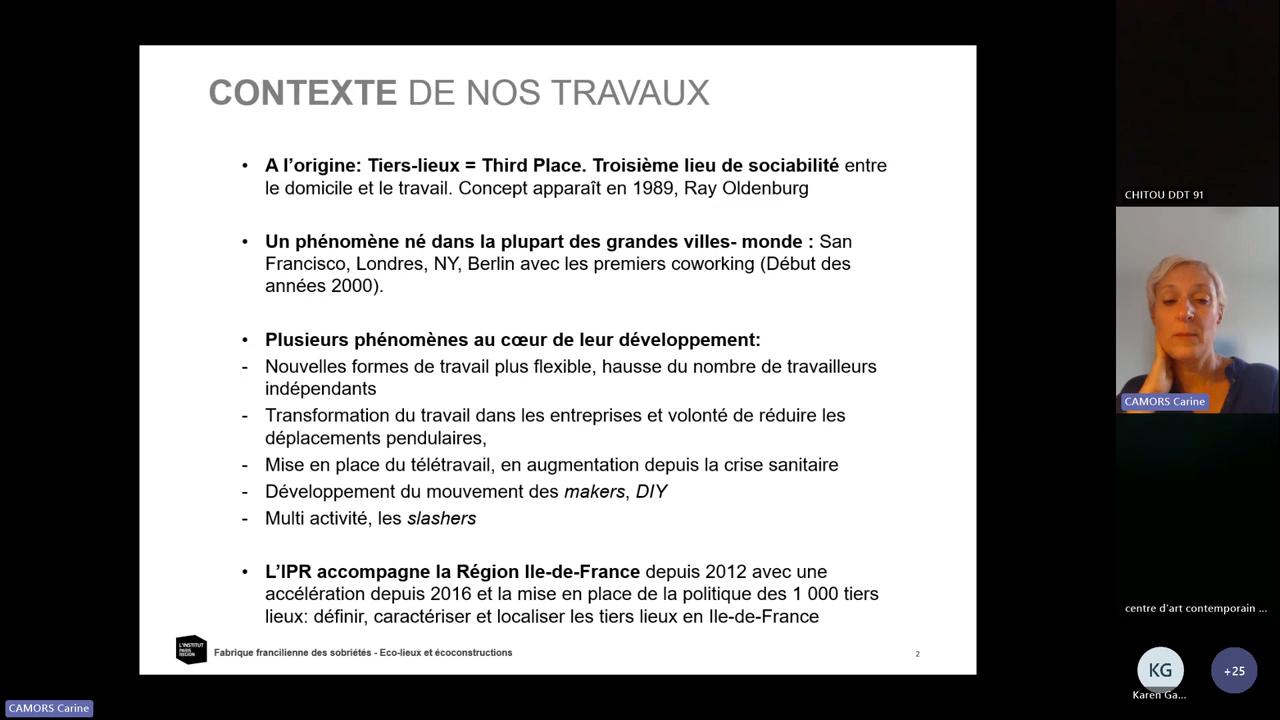 CONTEXTE DE NOS TRAVAUX
• A l’origine: Tiers-lieux = Third Place. Troisième lieu de sociabilité entre
le domicile et le travail. Concept apparaît en 1989, Ray Oldenburg
• Un phénomène né dans la plupart des grandes villes- monde : San
Francisco, Londres, NY, Berlin avec les premiers coworking (Début des
années 2000).
• Plusieurs phénomènes au cœur de leur développement:
- Nouvelles formes de travail plus flexible, hausse du nombre de travailleurs
indépendants
- Transformation du travail dans les entreprises et volonté de réduire les
déplacements pendulaires,
- Mise en place du télétravail, en augmentation depuis la crise sanitaire
- Développement du mouvement des makers, DIY
- Multi activité, les slashers
• L’IPR accompagne la Région Ile-de-France depuis 2012 avec une
accélération depuis 2016 et la mise en place de la politique des 1 000 tiers
lieux: définir, caractériser et localiser les tiers lieux en Ile-de-France
L'INSTITUT
PARIS
REGION
Fabrique francilienne des sobriétés - Eco-lieux et écoconstructions
2
CHITOU DDT 91
CAMORS Carine
centre d'art contemporain ...
KG
Karen Ga...
+25
CAMORS Carine